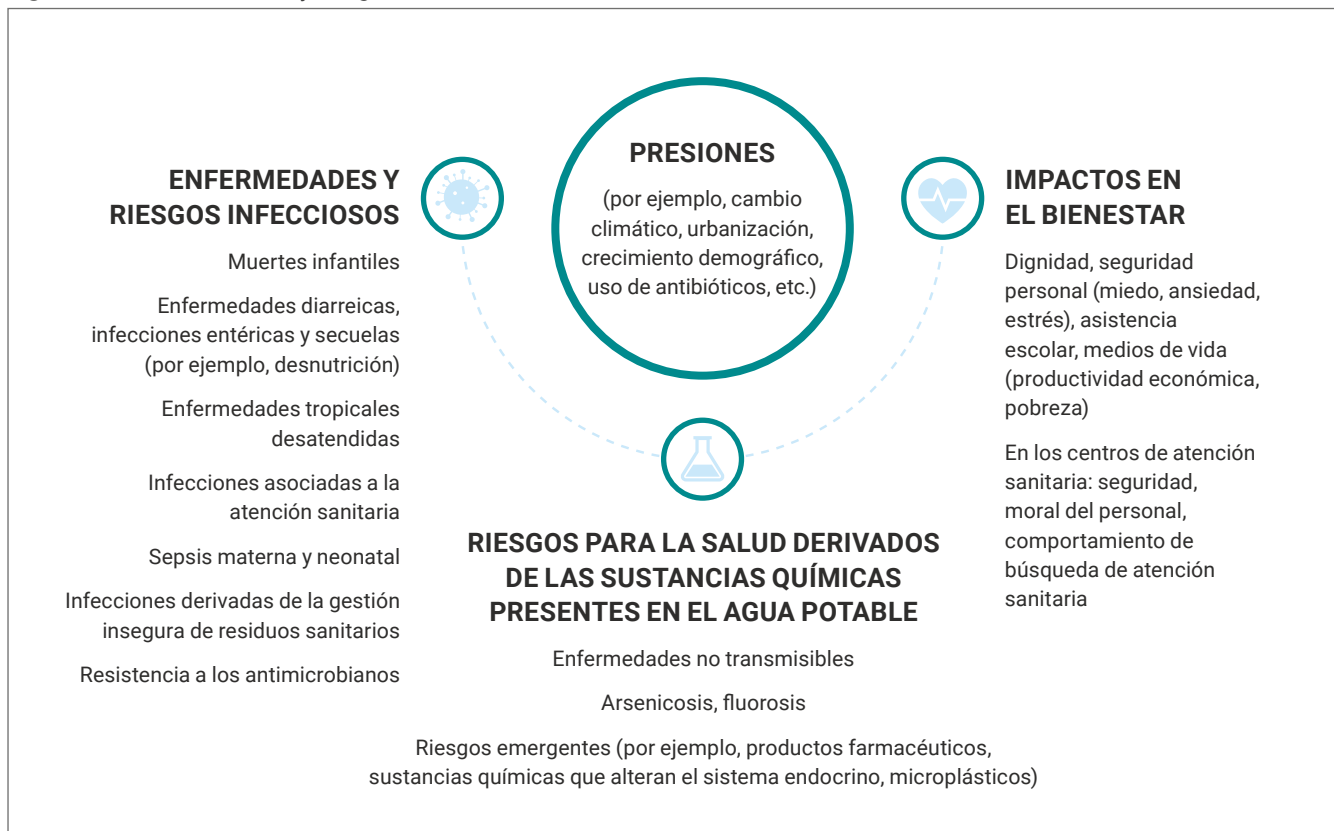 PRESIONES
(por ejemplo, cambio
climático, urbanización,
crecimiento demográfico,
uso de antibióticos, etc.)
ENFERMEDADES Y
RIESGOS INFECCIOSOS
Muertes infantiles
Enfermedades diarreicas,
infecciones entéricas y secuelas
(por ejemplo, desnutrición)
Enfermedades tropicales
desatendidas
Infecciones asociadas a la
atención sanitaria
Sepsis materna y neonatal
Infecciones derivadas de la gestión
insegura de residuos sanitarios
Resistencia a los antimicrobianos
RIESGOS PARA LA SALUD DERIVADOS
DE LAS SUSTANCIAS QUÍMICAS
PRESENTES EN EL AGUA POTABLE
Enfermedades no transmisibles
Arsenicosis, fluorosis
Riesgos emergentes (por ejemplo, productos farmacéuticos,
sustancias químicas que alteran el sistema endocrino, microplásticos)
IMPACTOS EN
EL BIENESTAR
Dignidad, seguridad
personal (miedo, ansiedad,
estrés), asistencia
escolar, medios de vida
(productividad económica,
pobreza)
En los centros de atención
sanitaria: seguridad,
moral del personal,
comportamiento de
búsqueda de atención
sanitaria